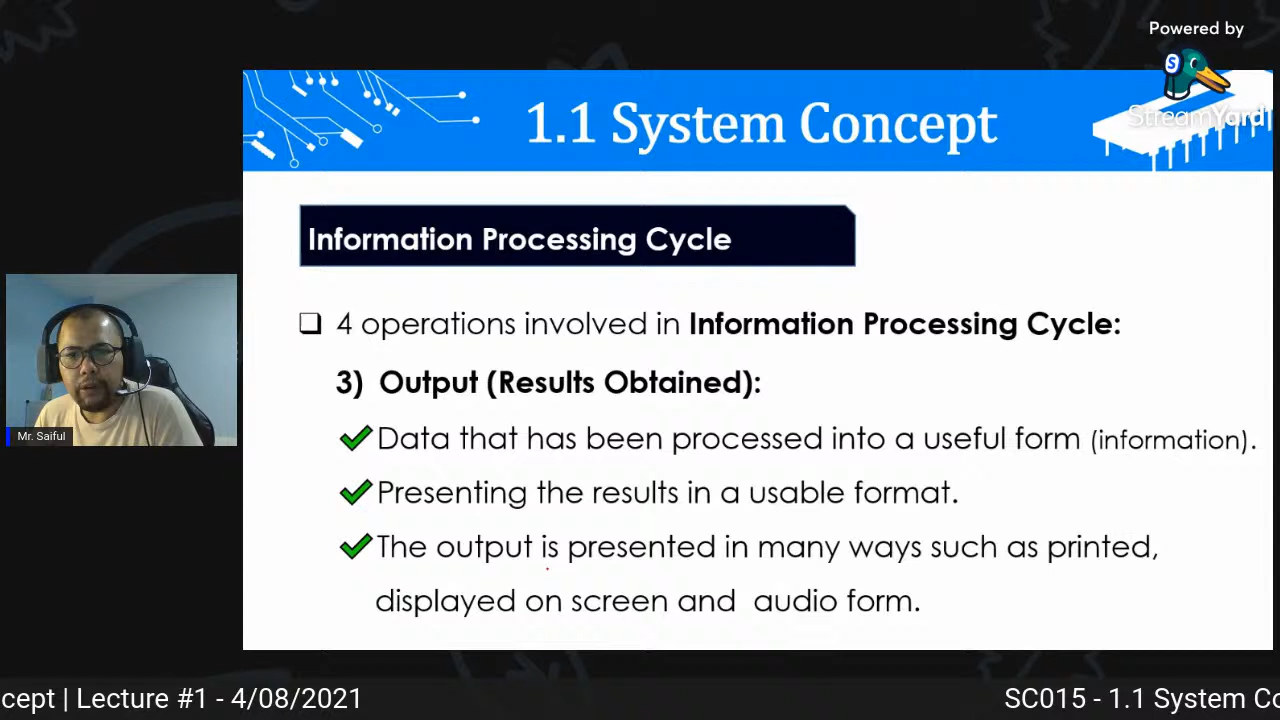 Powered by
StreamYard
1.1 System Concept
Information Processing Cycle
4 operations involved in Information Processing Cycle:
3) Output (Results Obtained):
Data that has been processed into a useful form (information).
Presenting the results in a usable format.
The output is presented in many ways such as printed,
displayed on screen and audio form.
Mr. Saiful
cept | Lecture #1 - 4/08/2021
SC015 - 1.1 System Co